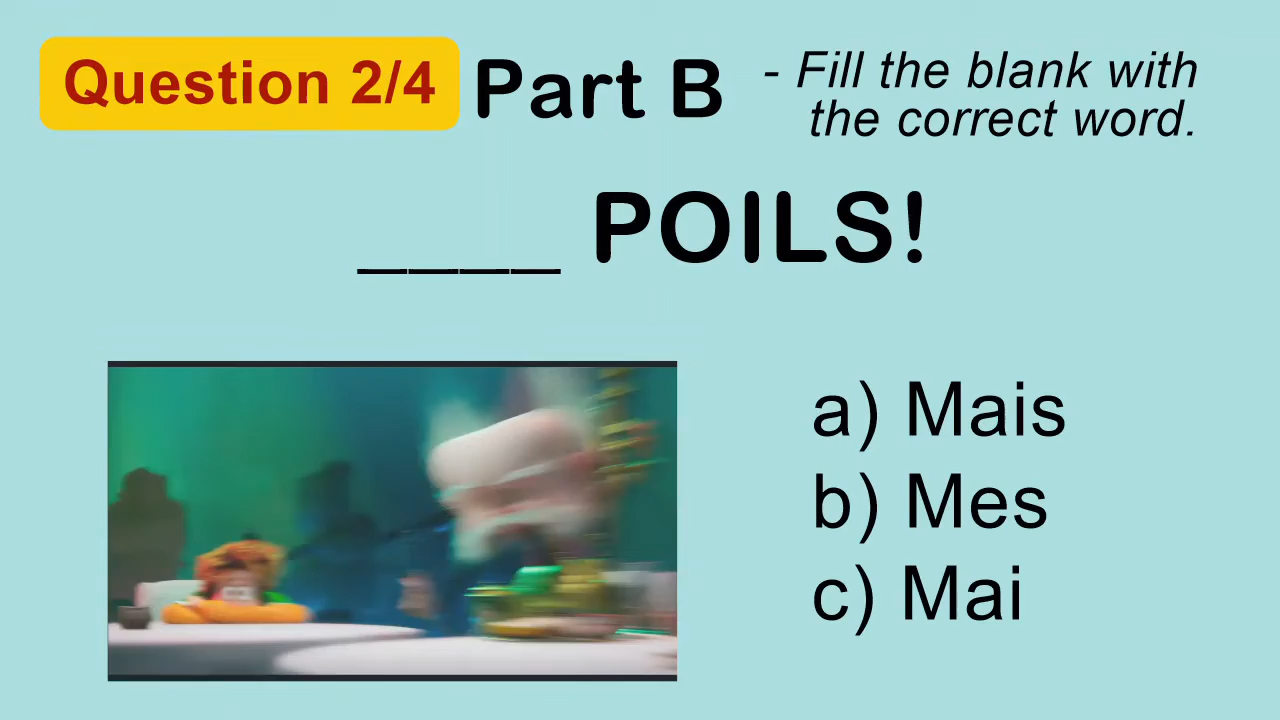 Question 2/4 Part B - Fill the blank with
the correct word.
____ POILS!
a) Mais
b) Mes
c) Mai